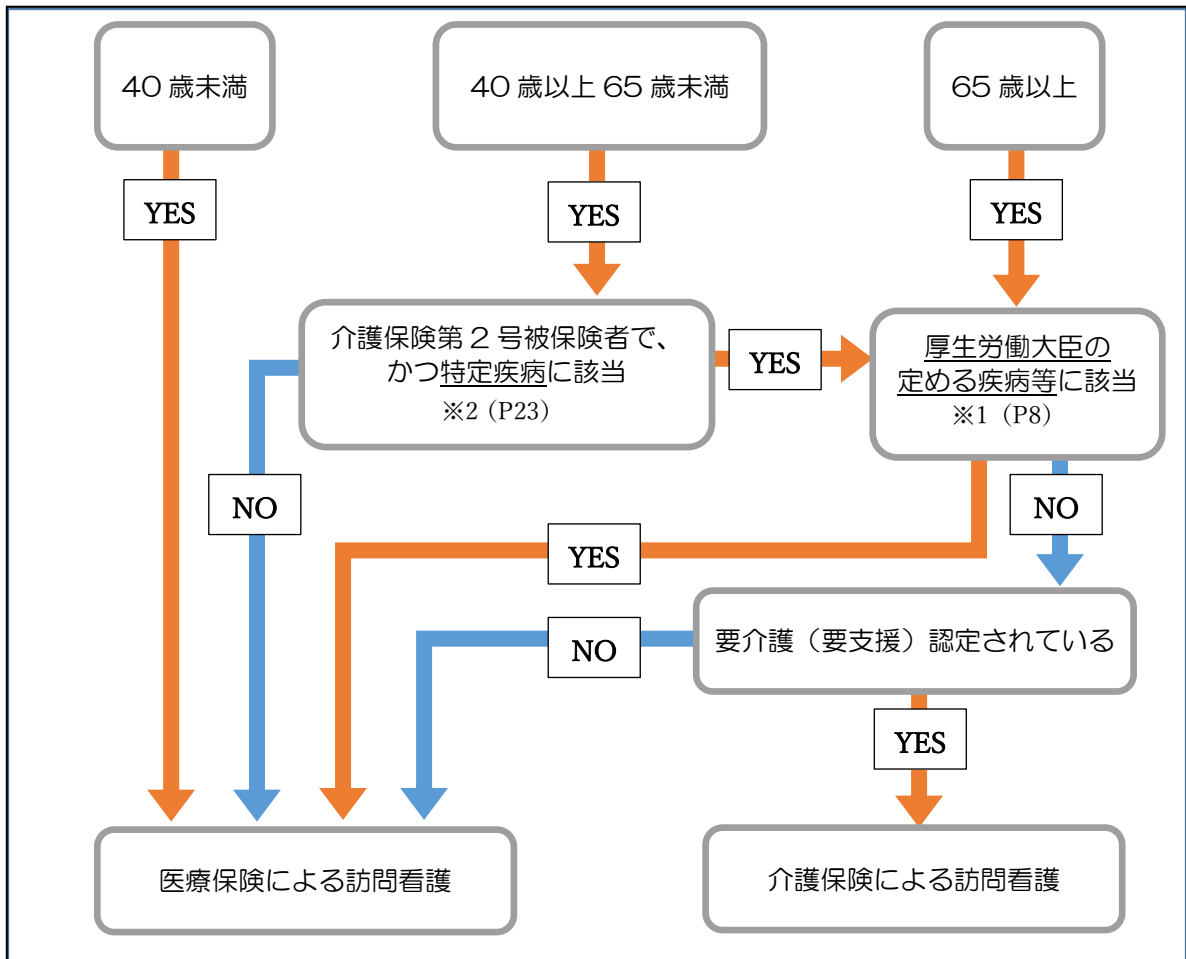 40 歳未満
40 歳以上 65 歳未満
65 歳以上
YES
YES
YES
介護保険第 2 号被保険者で、
かつ特定疾病に該当
※2 (P23)
YES
厚生労働大臣の
定める疾病等に該当
※1 (P8)
NO
NO
YES
要介護（要支援）認定されている
NO
YES
医療保険による訪問看護
介護保険による訪問看護